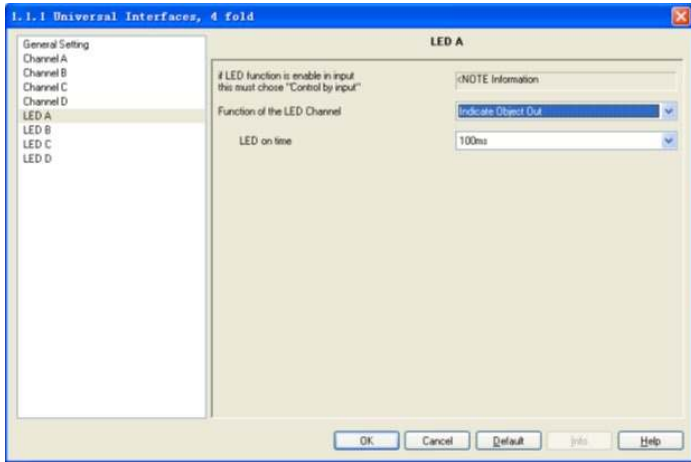 1.1.1 Universal Interfaces, 4 fold
General Setting
Channel A
Channel B
Channel C
Channel D
LED A
LED B
LED C
LED D
LED A
if LED function is enable in input
this must chose "Control by input"
<NOTE Information
Function of the LED Channel
Indicate Object Out
LED on time
100ms
OK
Cancel
Default
Info
Help